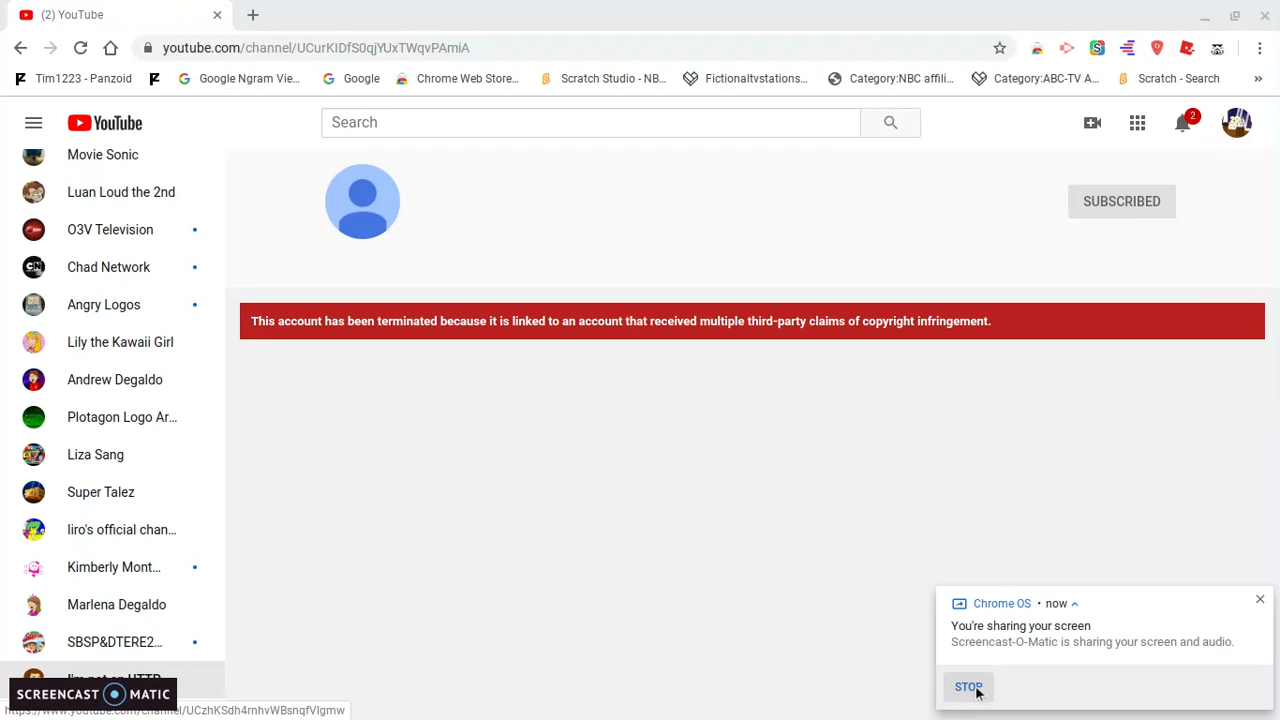 (2) YouTube
youtube.com/channel/UCurKIDfS0qjYUxTWqvPAmiA
Tim1223 - Panzoid
Google Ngram Vie...
Google
Chrome Web Store...
Scratch Studio - NB...
Fictionaltvstations...
Category:NBC affili...
Category:ABC-TV A...
Scratch - Search
»
YouTube
Search
2
Movie Sonic
Luan Loud the 2nd
O3V Television
Chad Network
Angry Logos
Lily the Kawaii Girl
Andrew Degaldo
Plotagon Logo Ar...
Liza Sang
Super Talez
liro's official chan...
Kimberly Mont...
Marlena Degaldo
SBSP&DTERE2...
SUBSCRIBED
This account has been terminated because it is linked to an account that received multiple third-party claims of copyright infringement.
Chrome OS • now
You're sharing your screen
Screencast-O-Matic is sharing your screen and audio.
STOP
SCREENCAST MATIC
https://www.youtube.com/channel/UCzhKSdh4rnhvWBsnqfVIgmw